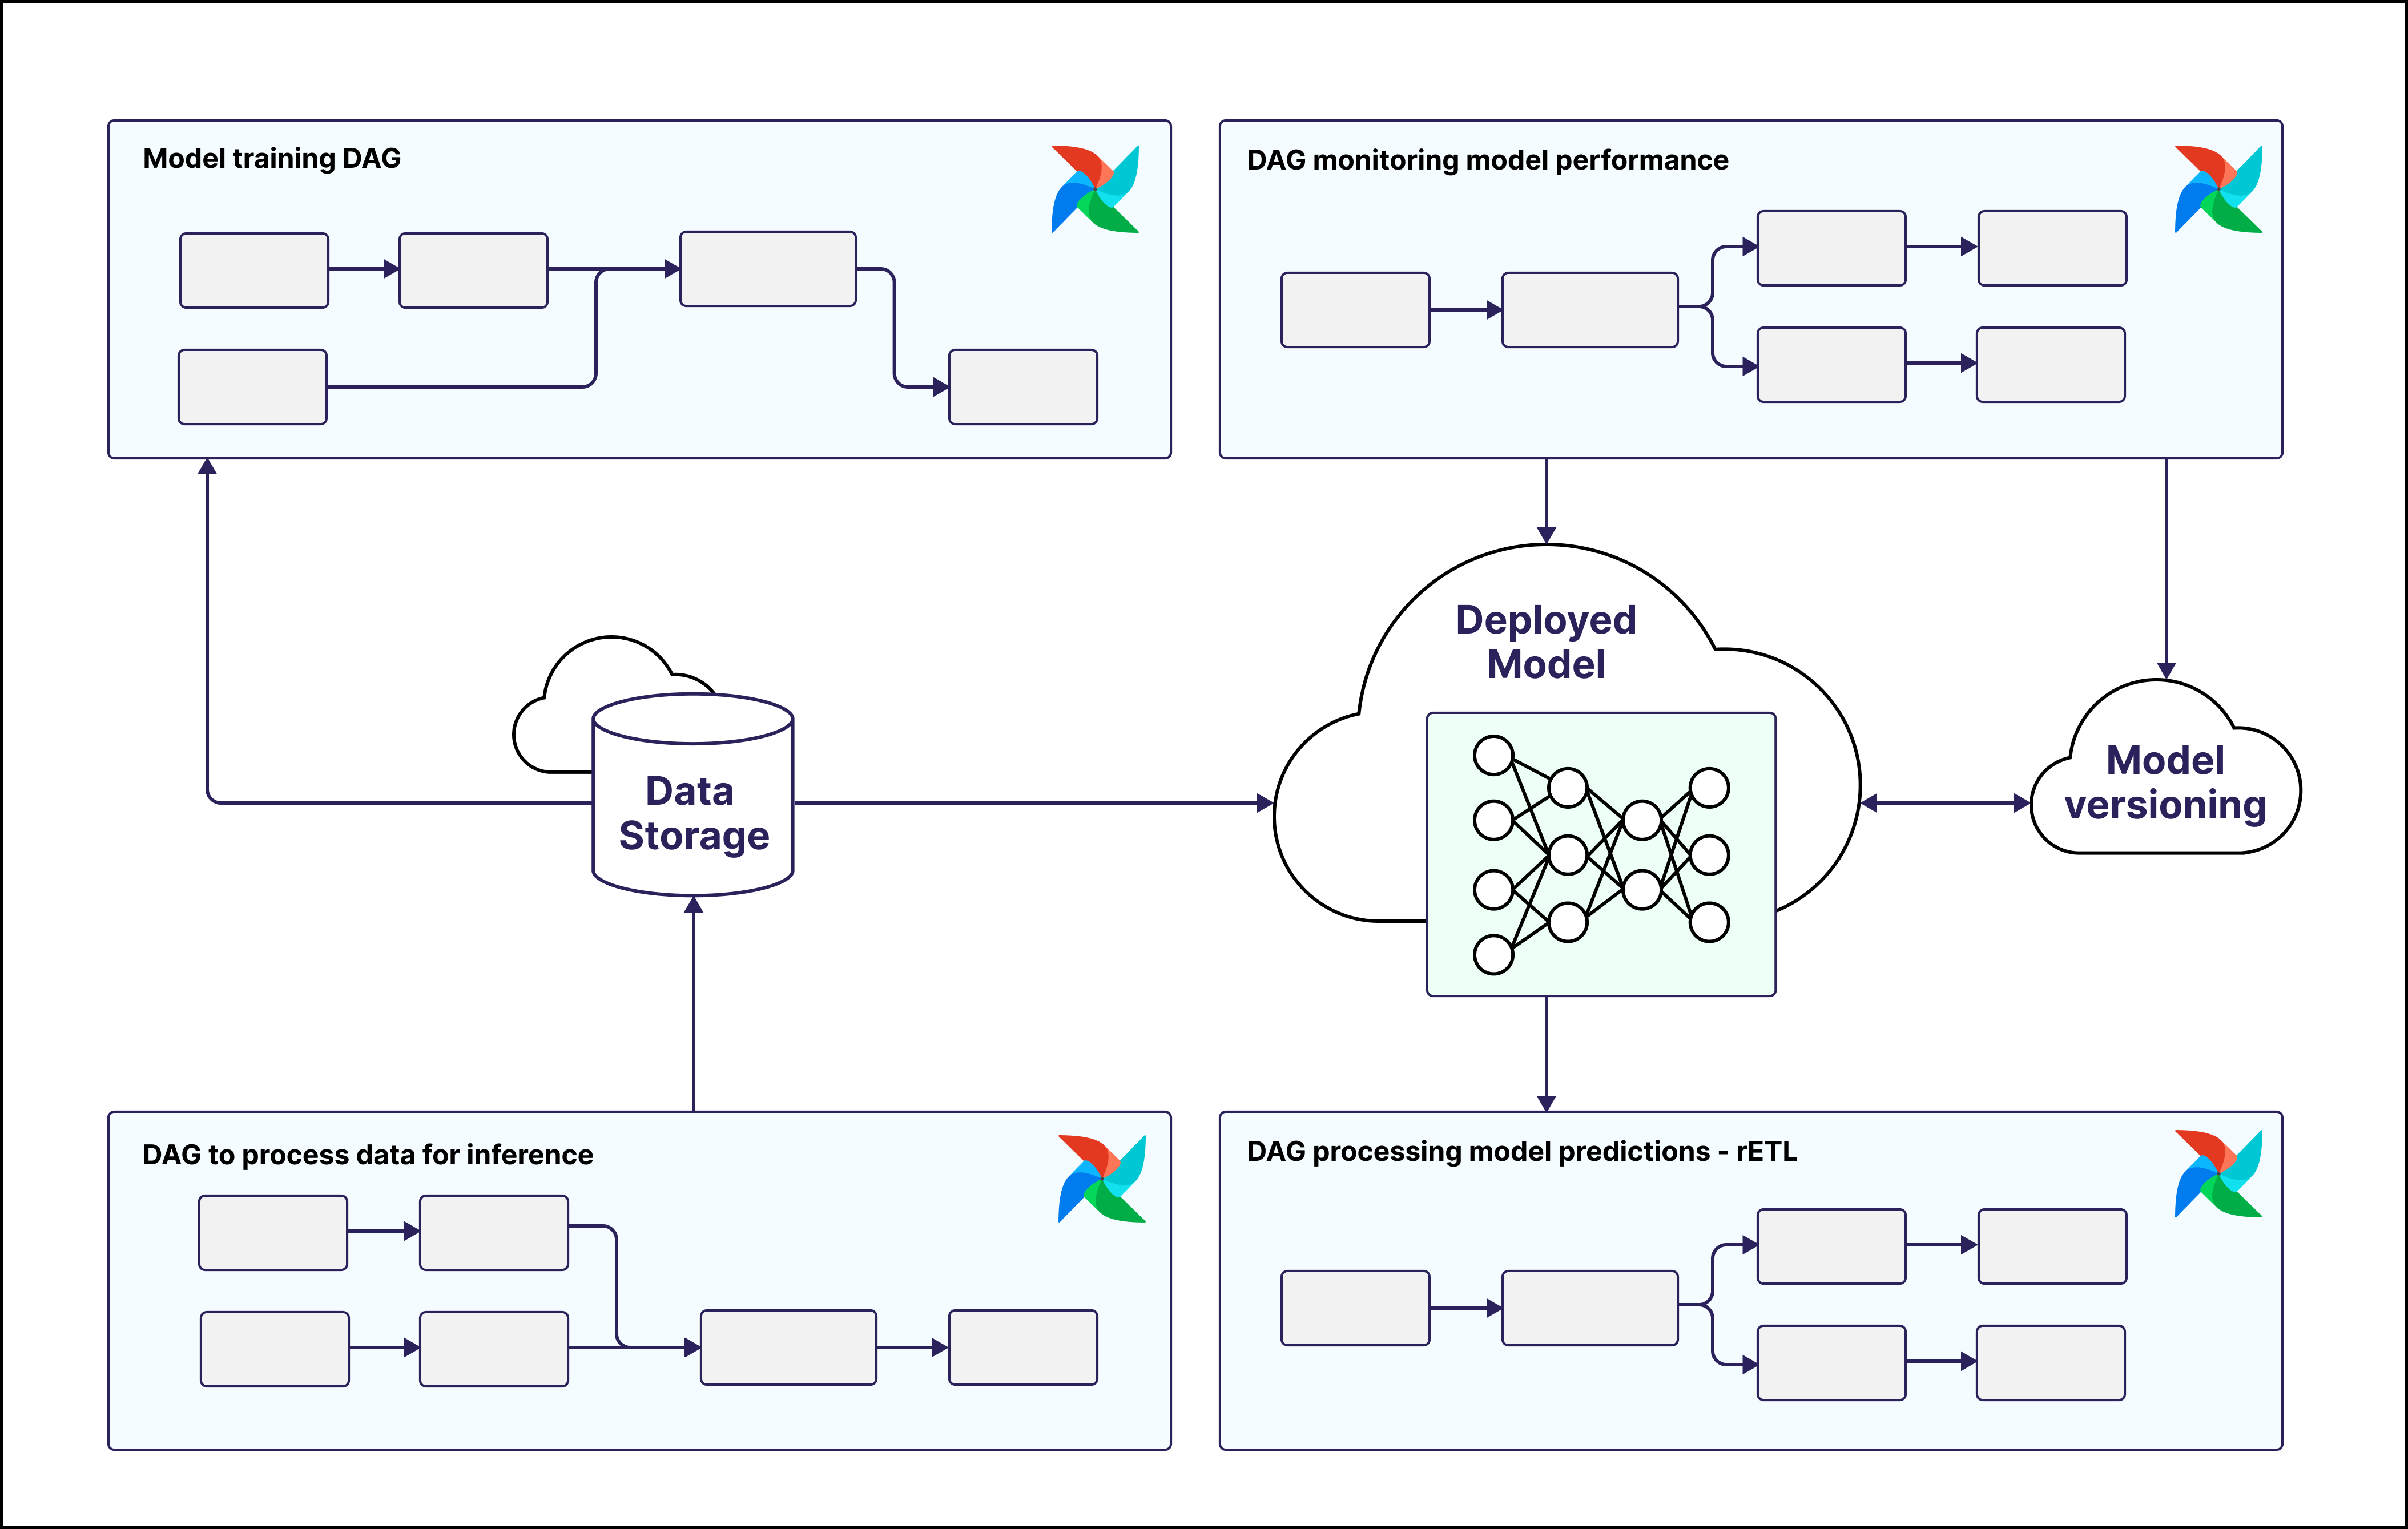 Model training DAG
DAG monitoring model performance
Deployed
Model
Data
Storage
Model
versioning
DAG to process data for inference
DAG processing model predictions - rETL